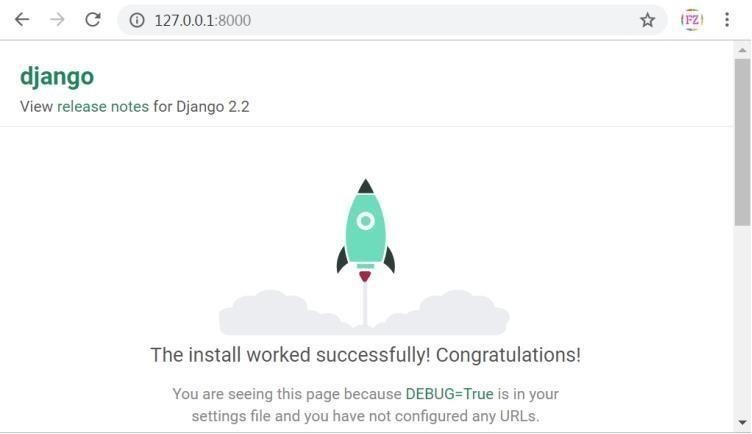 127.0.0.1:8000
FZ
django
View release notes for Django 2.2
The install worked successfully! Congratulations!
You are seeing this page because DEBUG=True is in your
settings file and you have not configured any URLs.